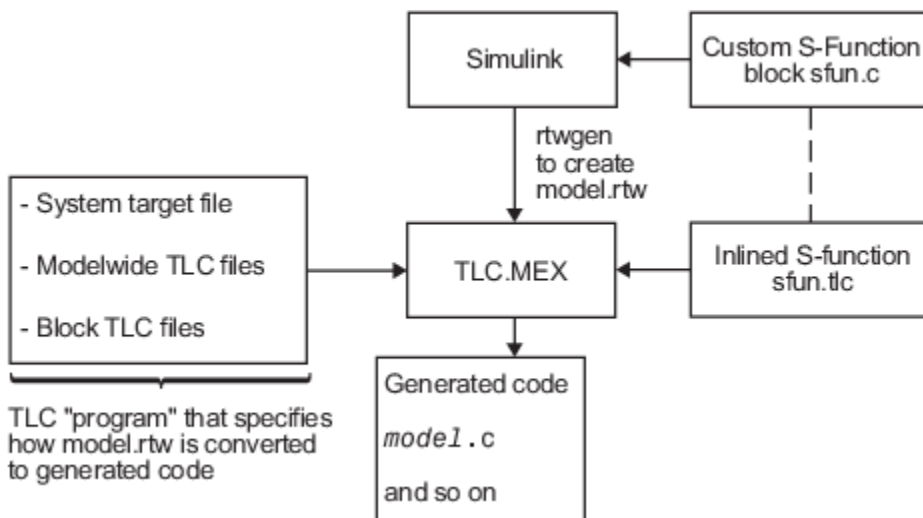 Simulink
Custom S-Function
block sfun.c
rtwgen
to create
model.rtw
- System target file
- Modelwide TLC files
- Block TLC files
TLC.MEX
Inlined S-function
sfun.tlc
TLC "program" that specifies
how model.rtw is converted
to generated code
Generated code
model.c
and so on